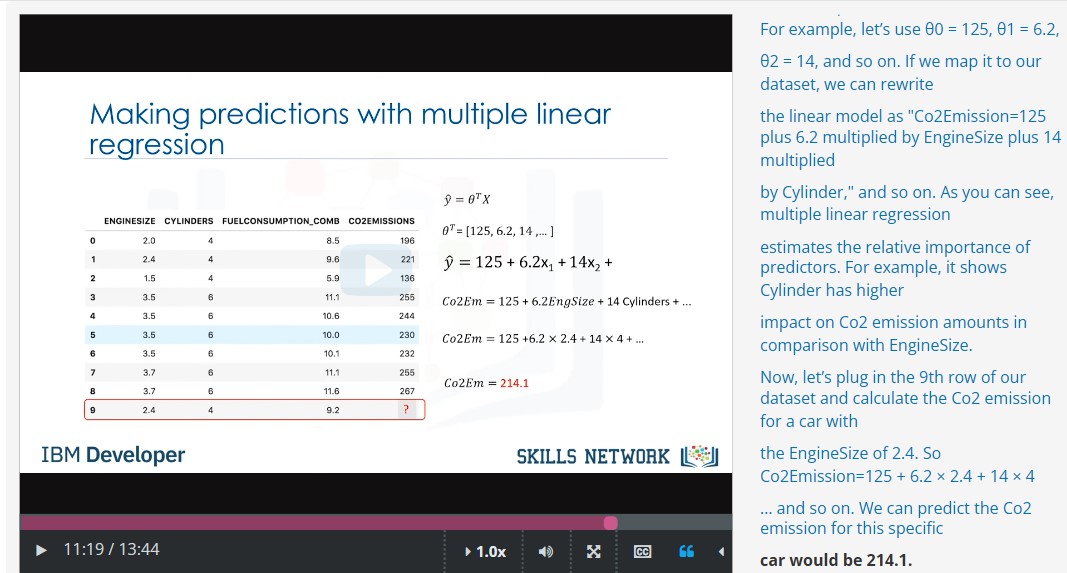 Making predictions with multiple linear
regression
ŷ = θᵀX
θᵀ = [125, 6.2, 14 ,... ]
ŷ = 125 + 6.2x₁ + 14x₂ +
Co2Em = 125 + 6.2EngSize + 14 Cylinders + ...
Co2Em = 125 +6.2 × 2.4 + 14 × 4 + ...
Co2Em = 214.1
ENGINESIZE CYLINDERS FUELCONSUMPTION_COMB CO2EMISSIONS
0 2.0 4 8.5 196
1 2.4 4 9.6 221
2 1.5 4 5.9 136
3 3.5 6 11.1 255
4 3.5 6 10.6 244
5 3.5 6 10.0 230
6 3.5 6 10.1 232
7 3.7 6 11.1 255
8 3.7 6 11.6 267
9 2.4 4 9.2 ?
IBM Developer
SKILLS NETWORK
11:19 / 13:44
1.0x
CC
For example, let’s use θ0 = 125, θ1 = 6.2,
θ2 = 14, and so on. If we map it to our
dataset, we can rewrite
the linear model as "Co2Emission=125
plus 6.2 multiplied by EngineSize plus 14
multiplied
by Cylinder," and so on. As you can see,
multiple linear regression
estimates the relative importance of
predictors. For example, it shows
Cylinder has higher
impact on Co2 emission amounts in
comparison with EngineSize.
Now, let’s plug in the 9th row of our
dataset and calculate the Co2 emission
for a car with
the EngineSize of 2.4. So
Co2Emission=125 + 6.2 × 2.4 + 14 × 4
… and so on. We can predict the Co2
emission for this specific
car would be 214.1.